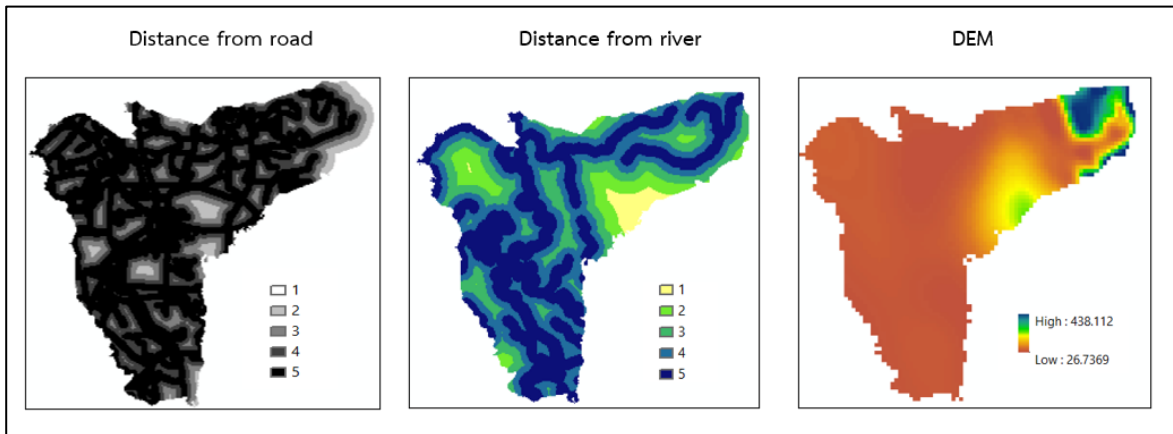 Distance from road
Distance from river
DEM
1
2
3
4
5
1
2
3
4
5
High : 438.112
Low : 26.7369